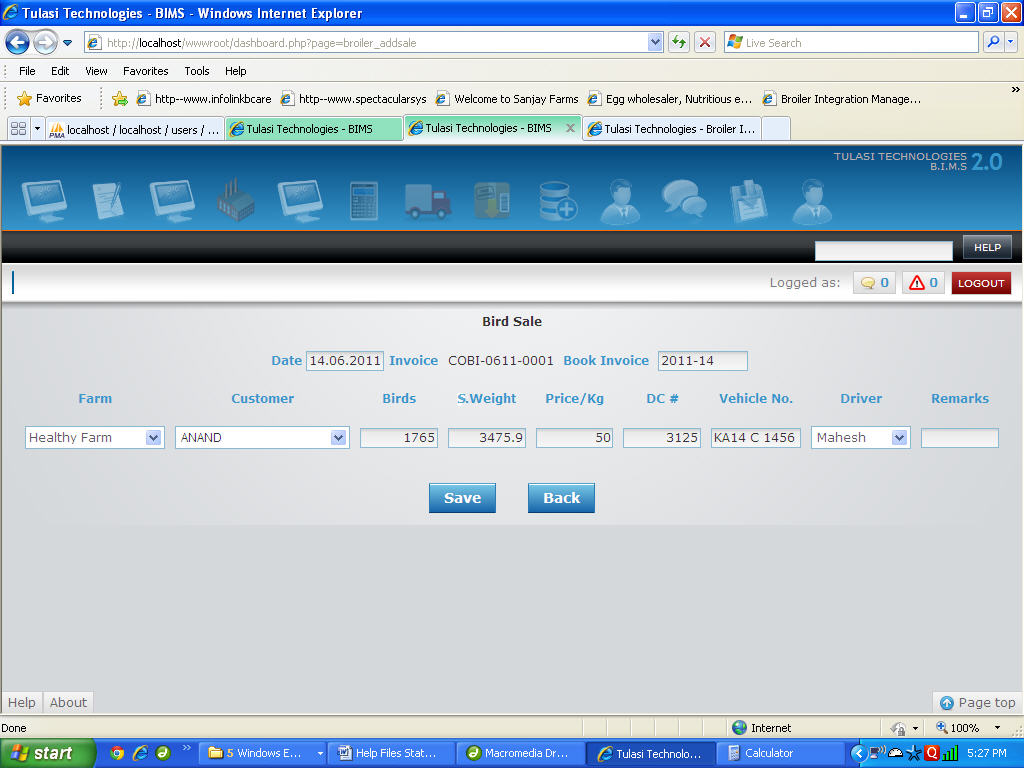 Tulasi Technologies - BIMS - Windows Internet Explorer
http://localhost/wwwroot/dashboard.php?page=broiler_addsale
Live Search
File Edit View Favorites Tools Help
Favorites http--www.infolinkbcare http--www.spectacularsys Welcome to Sanjay Farms Egg wholesaler, Nutritious e... Broiler Integration Manage...
PMA localhost / localhost / users / ... Tulasi Technologies - BIMS Tulasi Technologies - BIMS Tulasi Technologies - Broiler I...
TULASI TECHNOLOGIES
B.I.M.S
2.0
HELP
Logged as: 0 0 LOGOUT
Bird Sale
Date 14.06.2011 Invoice COBI-0611-0001 Book Invoice 2011-14
Farm Customer Birds S.Weight Price/Kg DC # Vehicle No. Driver Remarks
Healthy Farm ANAND 1765 3475.9 50 3125 KA14 C 1456 Mahesh
Save Back
Help About Page top
Done Internet 100%
start 5 Windows E... Help Files Stat... Macromedia Dr... Tulasi Technolo... Calculator 5:27 PM